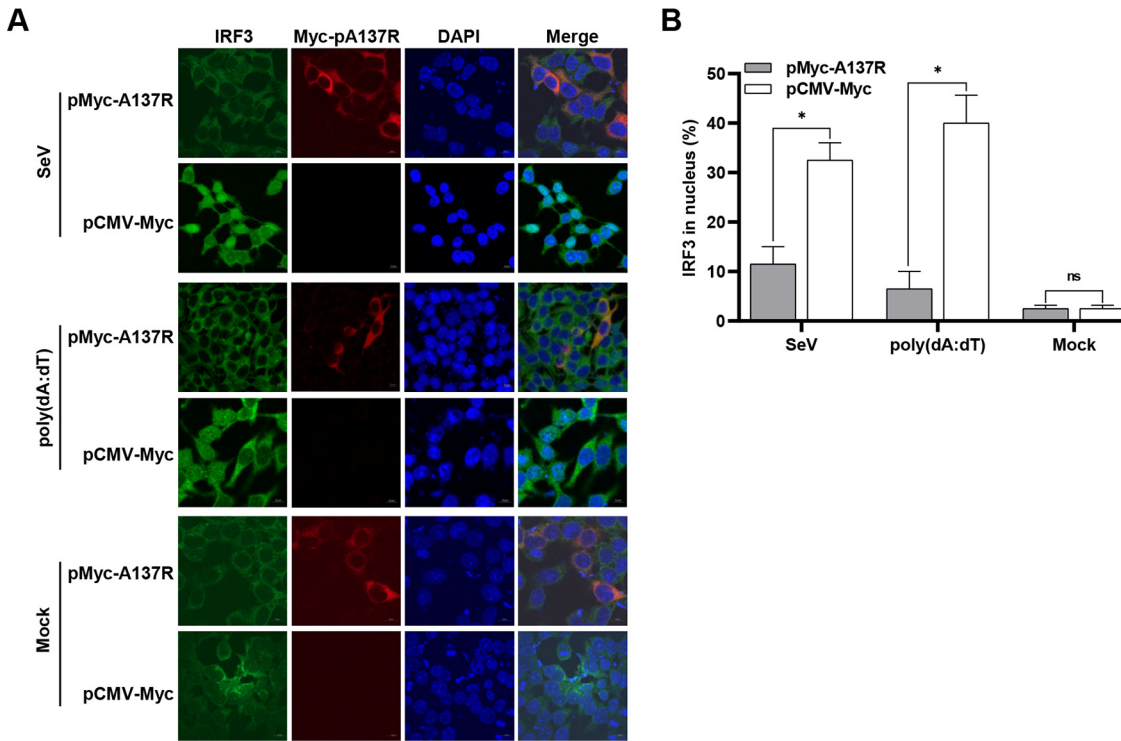 A
IRF3 Myc-pA137R DAPI Merge
SeV
pMyc-A137R
pCMV-Myc
poly(dA:dT)
pMyc-A137R
pCMV-Myc
Mock
pMyc-A137R
pCMV-Myc
B
pMyc-A137R
pCMV-Myc
IRF3 in nucleus (%)
50
40
30
20
10
0
*
*
ns
SeV poly(dA:dT) Mock